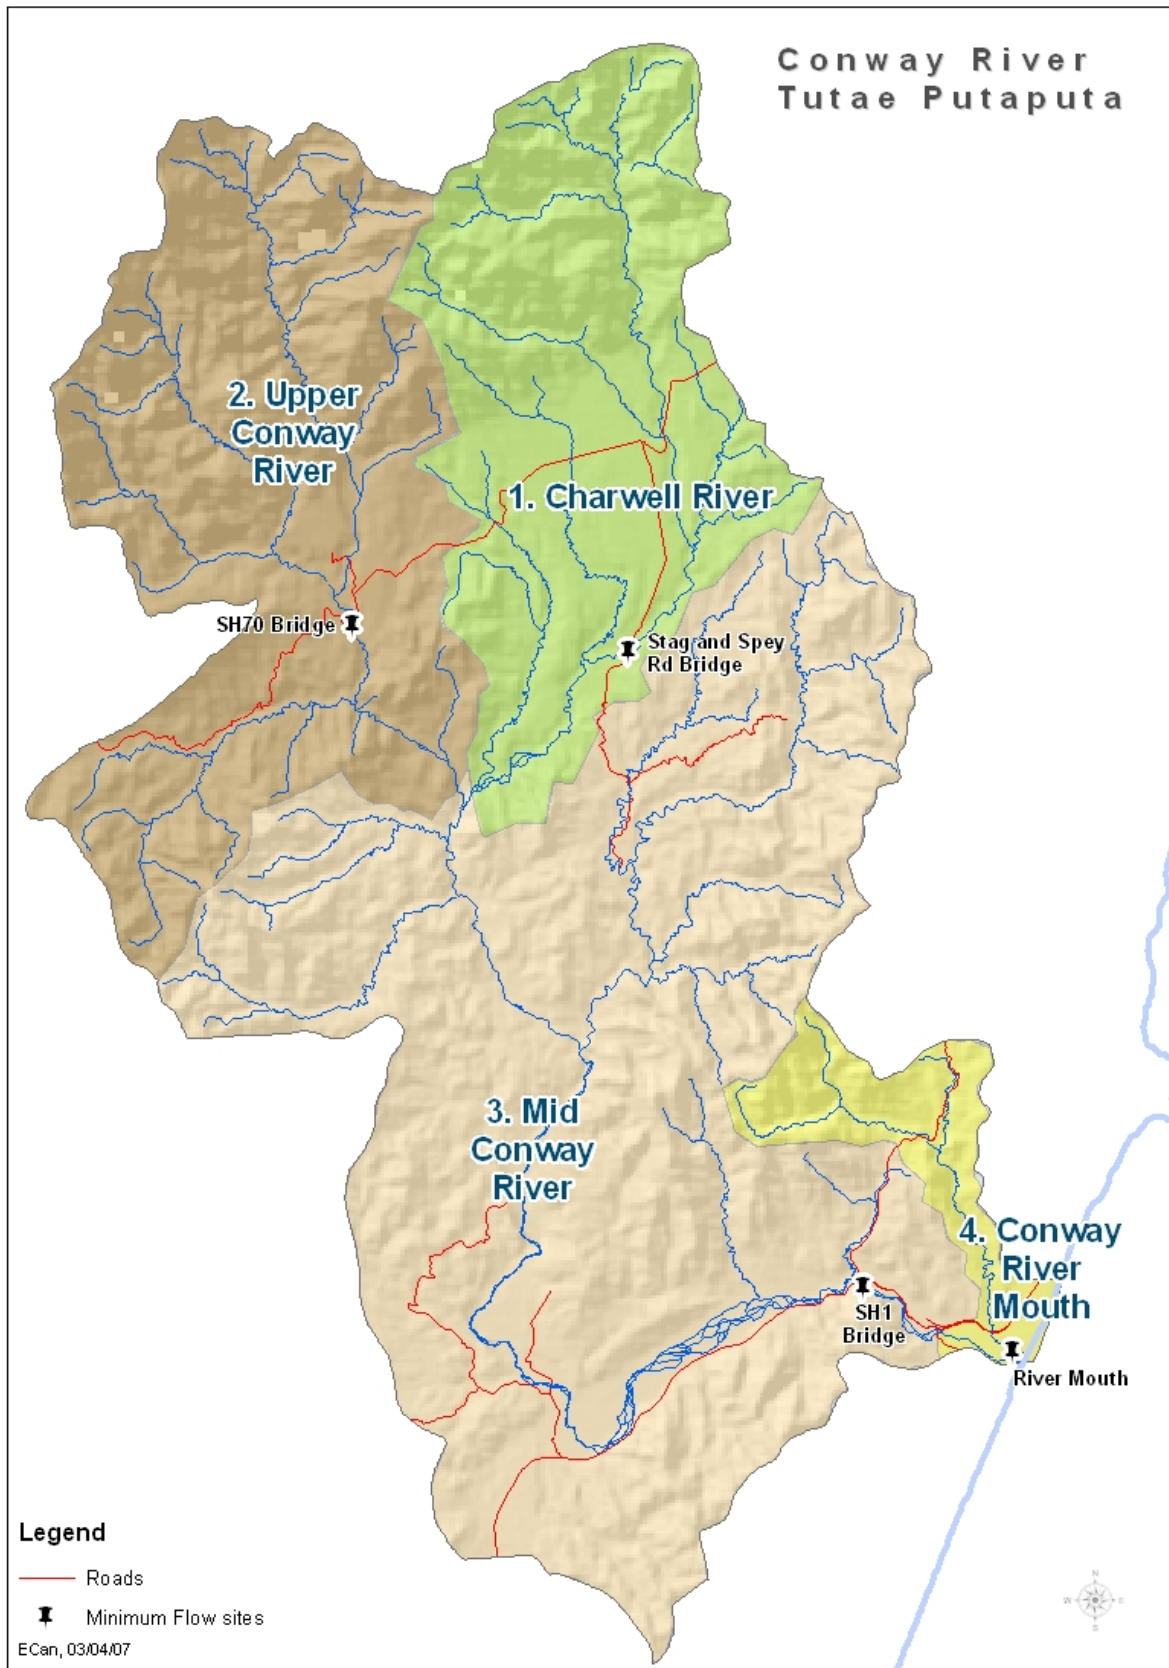 Conway River
Tutae Putaputa
2. Upper
Conway
River
1. Charwell River
SH70 Bridge
Stag and Spey
Rd Bridge
3. Mid
Conway
River
4. Conway
River
Mouth
SH1
Bridge
River Mouth
Legend
Roads
Minimum Flow sites
ECan, 03/04/07
N
W
E
S